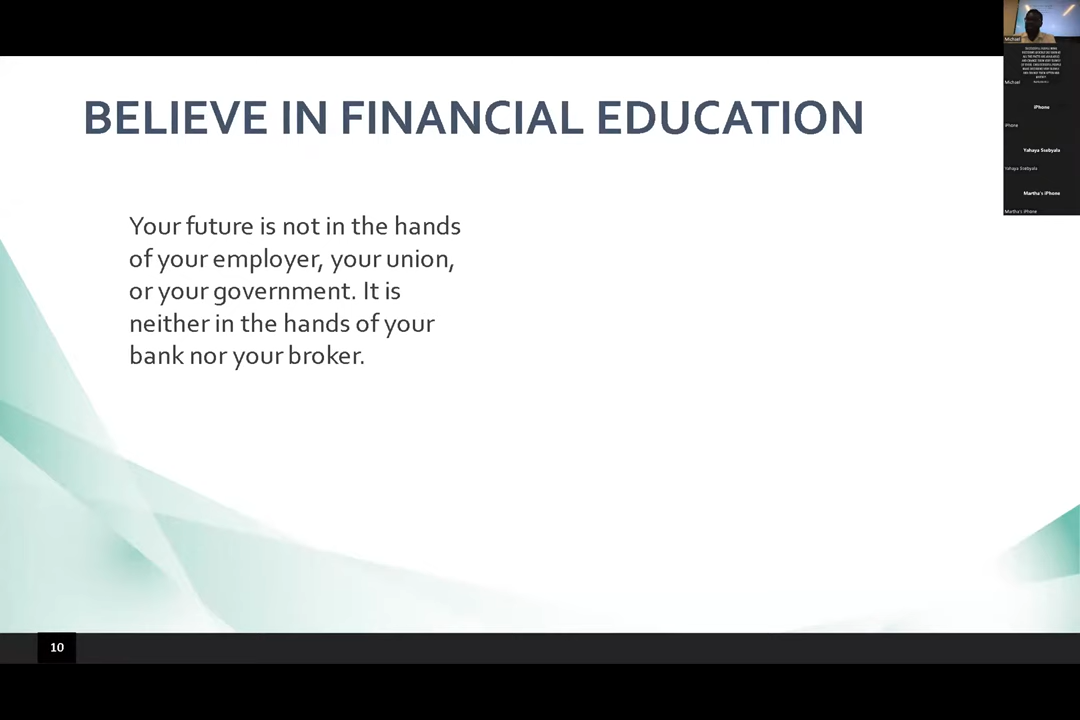 BELIEVE IN FINANCIAL EDUCATION
Your future is not in the hands
of your employer, your union,
or your government. It is
neither in the hands of your
bank nor your broker.
10
Michael
Michael
iPhone
iPhone
Yahaya Ssebyala
Yahaya Ssebyala
Martha's iPhone
Martha's iPhone